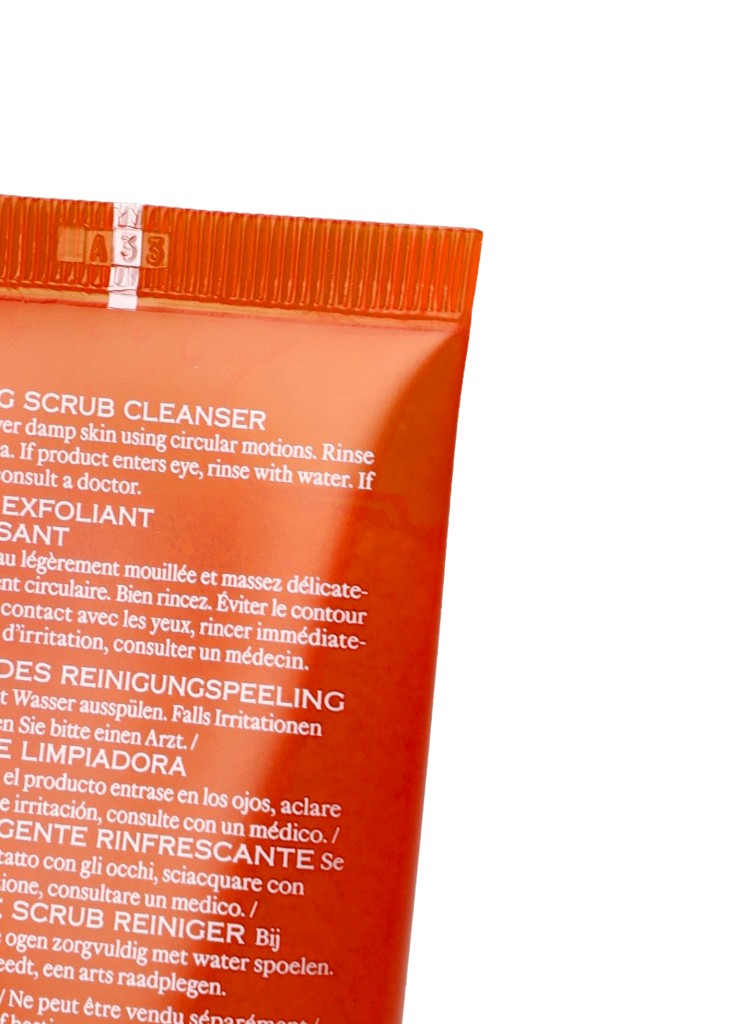 A33
G SCRUB CLEANSER
ver damp skin using circular motions. Rinse
a. If product enters eye, rinse with water. If
consult a doctor.
EXFOLIANT
SANT
au légèrement mouillée et massez délicate-
ent circulaire. Bien rincez. Éviter le contour
contact avec les yeux, rincer immédiate-
d'irritation, consulter un médecin.
DES REINIGUNGSPEELING
t Wasser ausspülen. Falls Irritationen
en Sie bitte einen Arzt. /
E LIMPIADORA
el producto entrase en los ojos, aclare
e irritación, consulte con un médico. /
GENTE RINFRESCANTE Se
tatto con gli occhi, sciacquare con
zione, consultare un medico. /
E SCRUB REINIGER Bij
e ogen zorgvuldig met water spoelen.
eedt, een arts raadplegen.
/ Ne peut être vendu séparément /